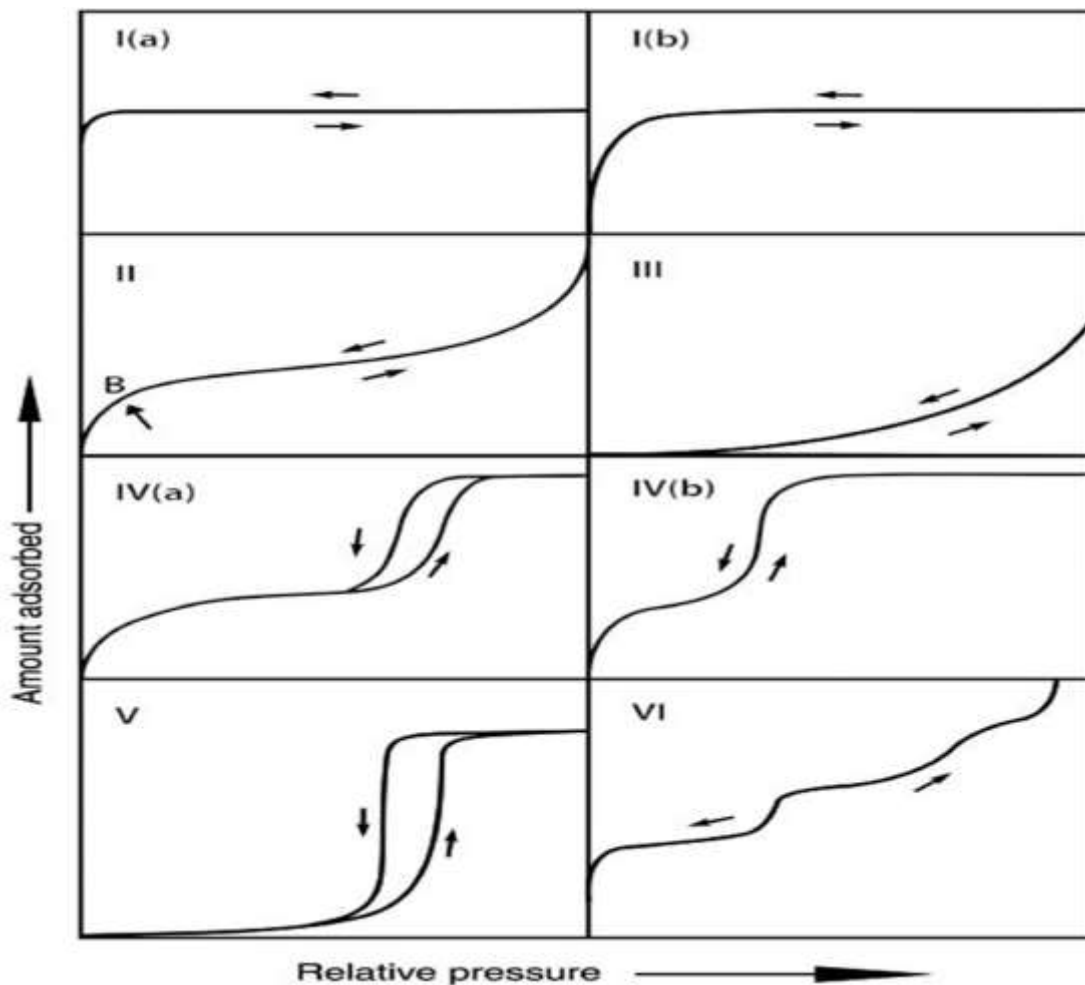 I(a)
I(b)
II
III
B
IV(a)
IV(b)
V
VI
Amount adsorbed
Relative pressure